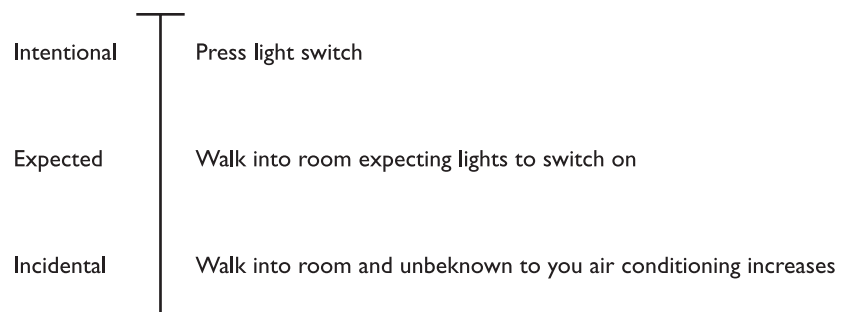 Intentional Press light switch
Expected Walk into room expecting lights to switch on
Incidental Walk into room and unbeknown to you air conditioning increases